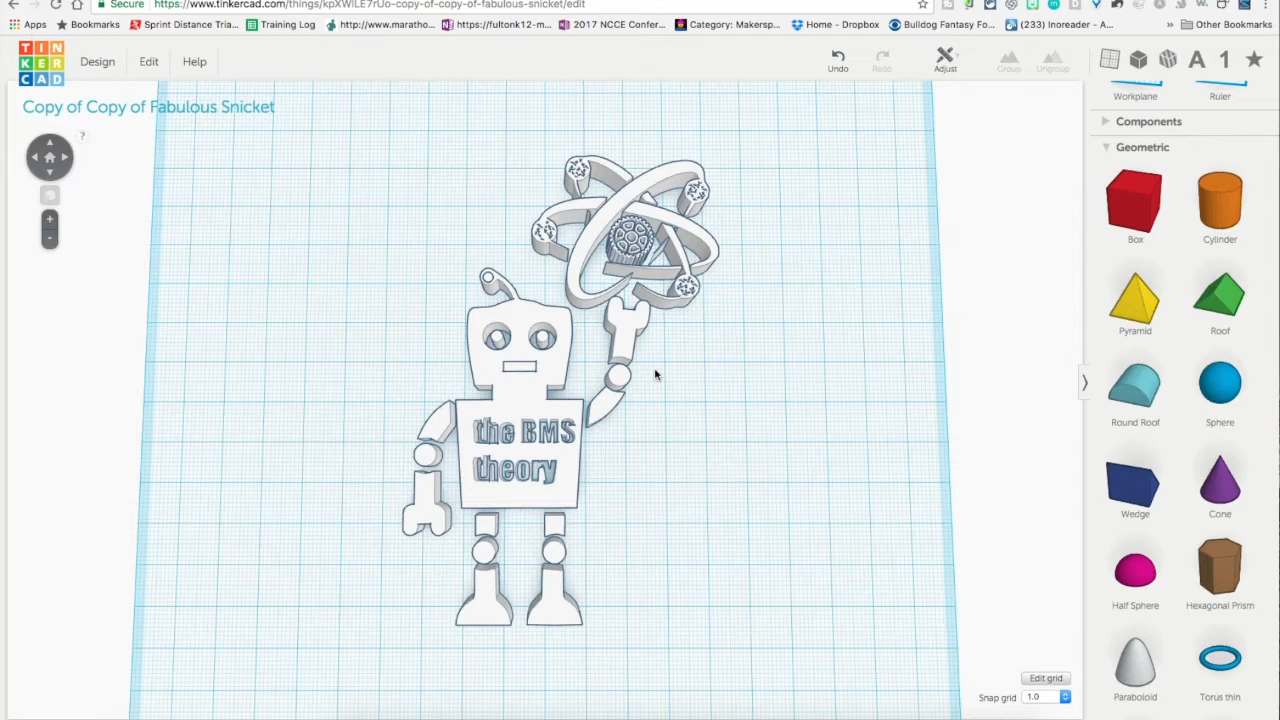 Secure https://www.tinkercad.com/things/kpXWlLE7rUo-copy-of-copy-of-fabulous-snicket/edit
Apps Bookmarks Sprint Distance Tria... Training Log http://www.maratho... https://fultonk12-m... 2017 NCCE Confer... Category: Makersp... Home - Dropbox Bulldog Fantasy Fo... (233) Inoreader - A... » Other Bookmarks
TIN
KER
CAD
Design Edit Help
Undo Redo Adjust Group Ungroup
Copy of Copy of Fabulous Snicket
?
Workplane Ruler
Components
Geometric
Box Cylinder
Pyramid Roof
Round Roof Sphere
Wedge Cone
Half Sphere Hexagonal Prism
Paraboloid Torus thin
the BMS
theory
Edit grid
Snap grid 1.0